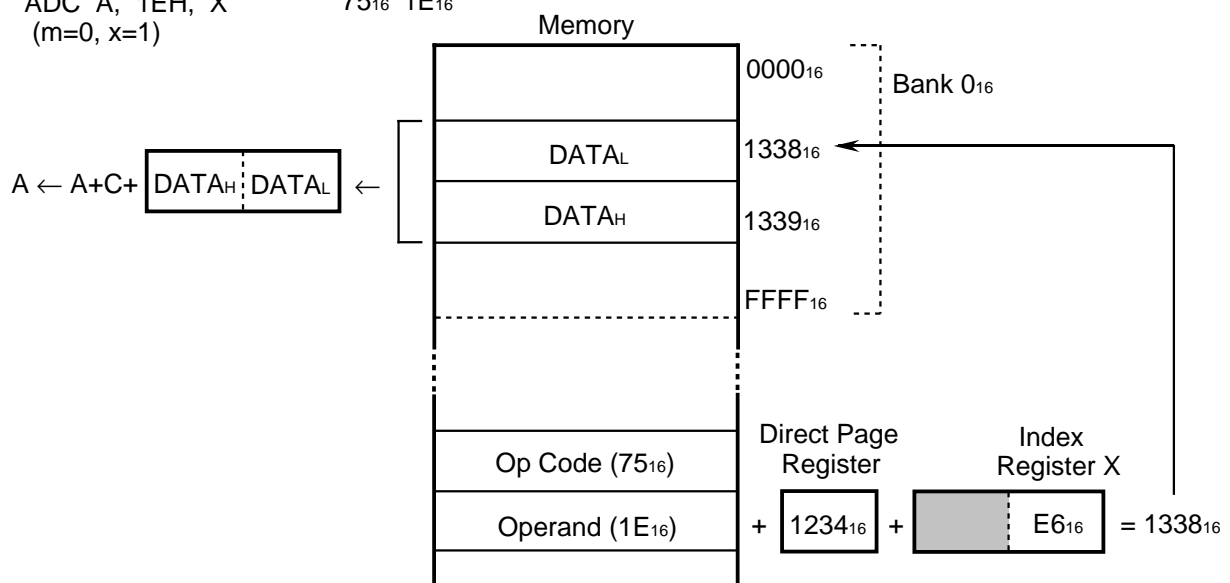 ADC A, 1EH, X 75₁₆ 1E₁₆
(m=0, x=1)
Memory
0000₁₆
Bank 0₁₆
DATAL
1338₁₆
A ← A+C+ DATAH DATAL ←
DATAH
1339₁₆
FFFF₁₆
Op Code (75₁₆)
Direct Page
Register
Index
Register X
Operand (1E₁₆) + 1234₁₆ + E6₁₆ = 1338₁₆